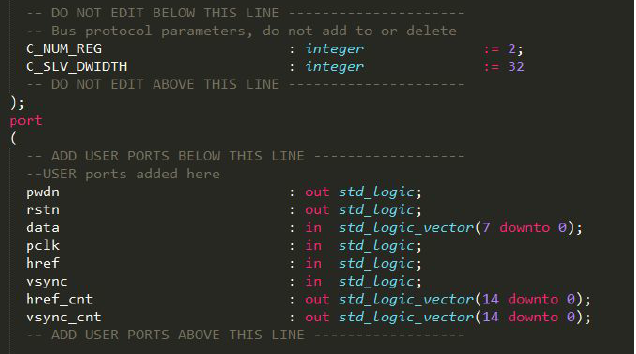 -- DO NOT EDIT BELOW THIS LINE ---------------------
-- Bus protocol parameters, do not add to or delete
C_NUM_REG : integer := 2;
C_SLV_DWIDTH : integer := 32
-- DO NOT EDIT ABOVE THIS LINE ---------------------
);
port
(
-- ADD USER PORTS BELOW THIS LINE ------------------
--USER ports added here
pwdn : out std_logic;
rstn : out std_logic;
data : in std_logic_vector(7 downto 0);
pclk : in std_logic;
href : in std_logic;
vsync : in std_logic;
href_cnt : out std_logic_vector(14 downto 0);
vsync_cnt : out std_logic_vector(14 downto 0);
-- ADD USER PORTS ABOVE THIS LINE ------------------